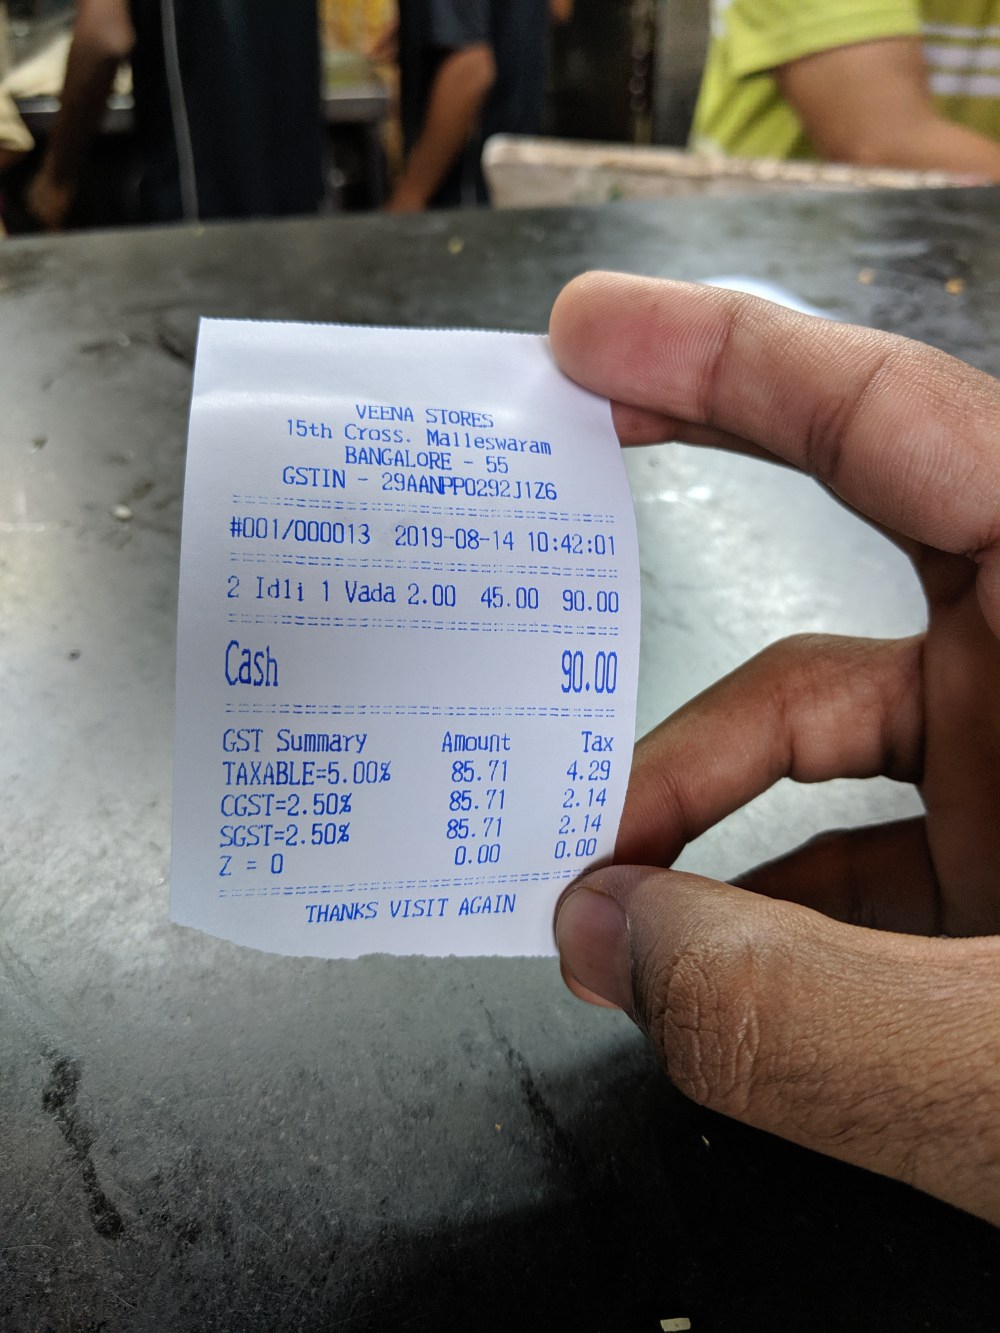 VEENA STORES
15th Cross. Malleswaram
BANGALORE - 55
GSTIN - 29AANPP0292J1Z6
#001/000013 2019-08-14 10:42:01
2 Idli 1 Vada 2.00 45.00 90.00
Cash 90.00
GST Summary Amount Tax
TAXABLE=5.00% 85.71 4.29
CGST=2.50% 85.71 2.14
SGST=2.50% 85.71 2.14
Z = 0 0.00 0.00
THANKS VISIT AGAIN